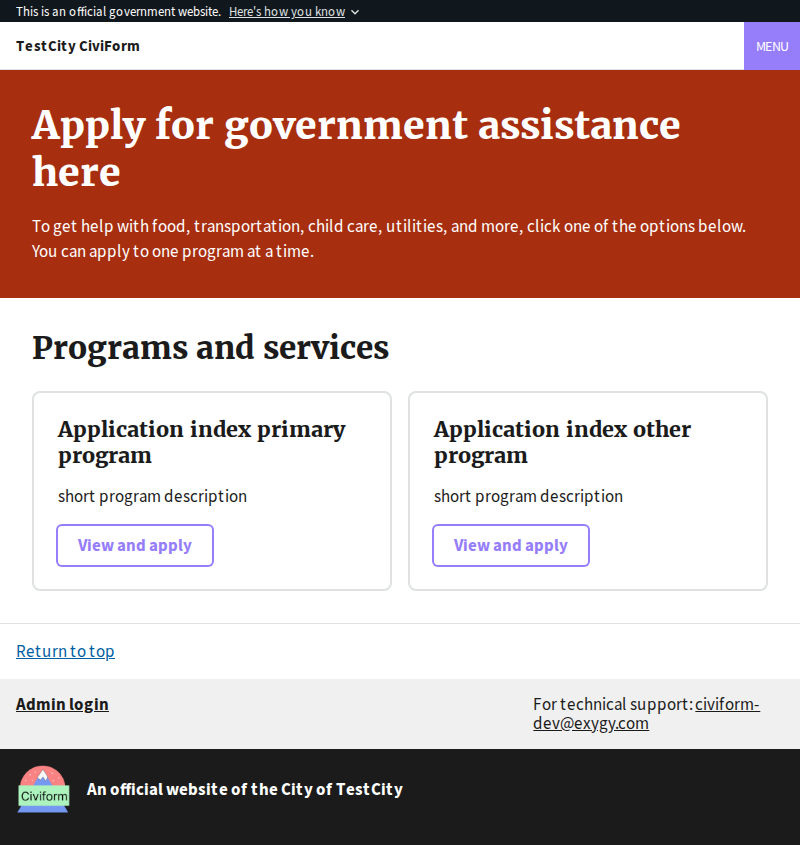 This is an official government website. Here's how you know
TestCity CiviForm
MENU
Apply for government assistance
here
To get help with food, transportation, child care, utilities, and more, click one of the options below.
You can apply to one program at a time.
Programs and services
Application index primary
program
short program description
View and apply
Application index other
program
short program description
View and apply
Return to top
Admin login
For technical support: civiform-
dev@exygy.com
Civiform
An official website of the City of TestCity